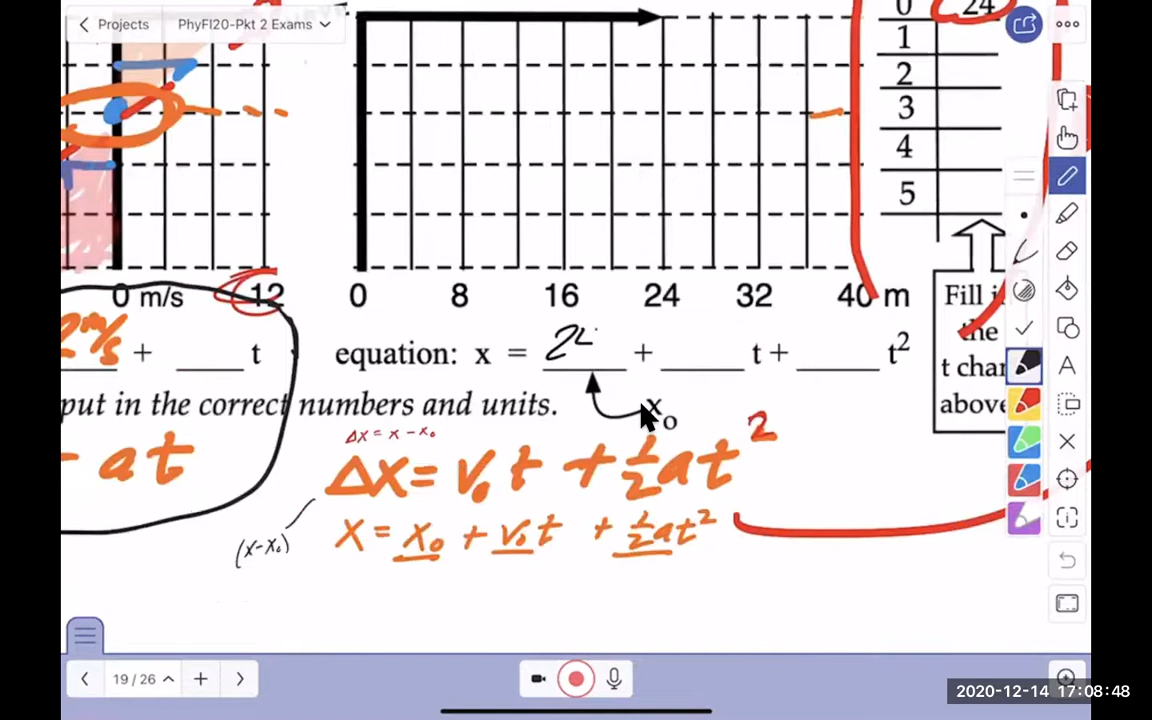 Projects PhyFl20-Pkt 2 Exams
0 24
1
2
3
4
5
0 m/s 12
0 8 16 24 32 40 m
2 m/s + ____ t
equation: x = 24 + ____ t + ____ t²
put in the correct numbers and units.
x₀
Fill i
the
t char
above
Δx = x - x₀
at
Δx = v₀t + ½at²
x = x₀ + v₀t + ½at²
(x-x₀)
19 / 26
2020-12-14 17:08:48